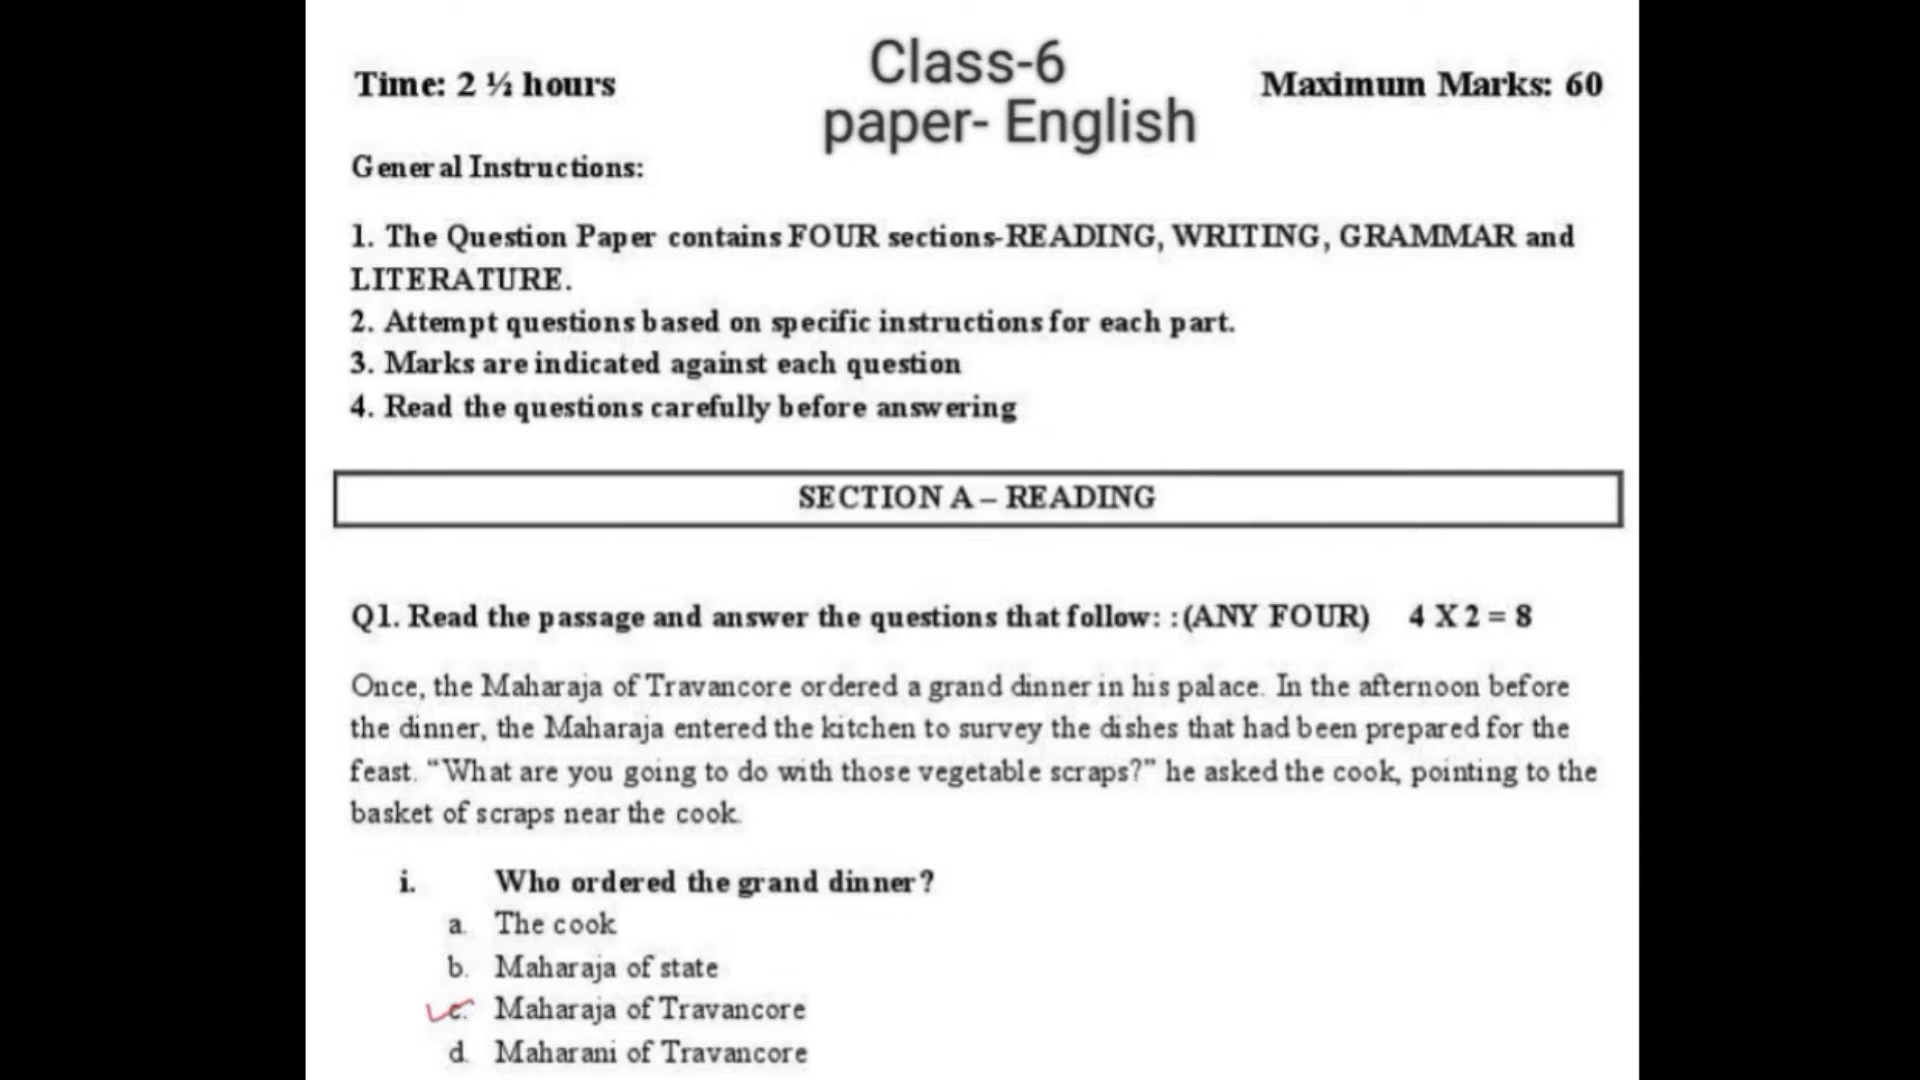 Class-6
Time: 2 ½ hours
Maximum Marks: 60
paper- English
General Instructions:
1. The Question Paper contains FOUR sections-READING, WRITING, GRAMMAR and
LITERATURE.
2. Attempt questions based on specific instructions for each part.
3. Marks are indicated against each question
4. Read the questions carefully before answering
SECTION A – READING
Q1. Read the passage and answer the questions that follow: :(ANY FOUR) 4 X 2 = 8
Once, the Maharaja of Travancore ordered a grand dinner in his palace. In the afternoon before
the dinner, the Maharaja entered the kitchen to survey the dishes that had been prepared for the
feast. “What are you going to do with those vegetable scraps?” he asked the cook, pointing to the
basket of scraps near the cook.
i. Who ordered the grand dinner?
a. The cook
b. Maharaja of state
c. Maharaja of Travancore
d. Maharani of Travancore